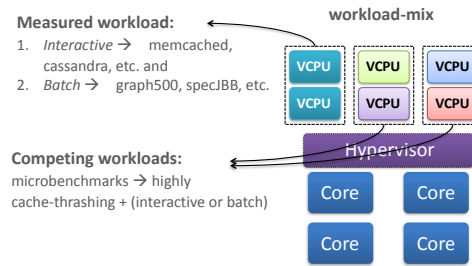 Measured workload:
1. Interactive → memcached,
cassandra, etc. and
2. Batch → graph500, specJBB, etc.
Competing workloads:
microbenchmarks → highly
cache-thrashing + (interactive or batch)
workload-mix
VCPU VCPU VCPU
VCPU VCPU VCPU
Hypervisor
Core Core
Core Core